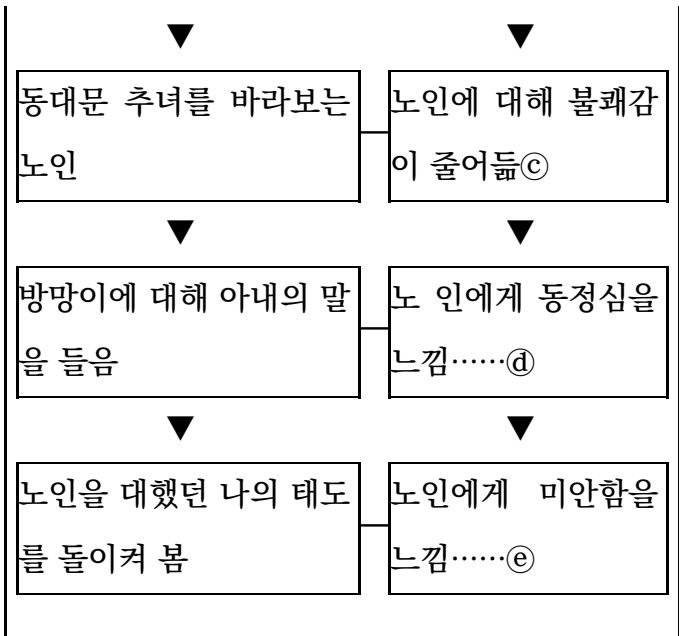 ▼ ▼
동대문 추녀를 바라보는
노인
노인에 대해 불쾌감
이 줄어듦ⓒ
▼ ▼
방망이에 대해 아내의 말
을 들음
노 인에게 동정심을
느낌……ⓓ
▼ ▼
노인을 대했던 나의 태도
를 돌이켜 봄
노인에게 미안함을
느낌……ⓔ